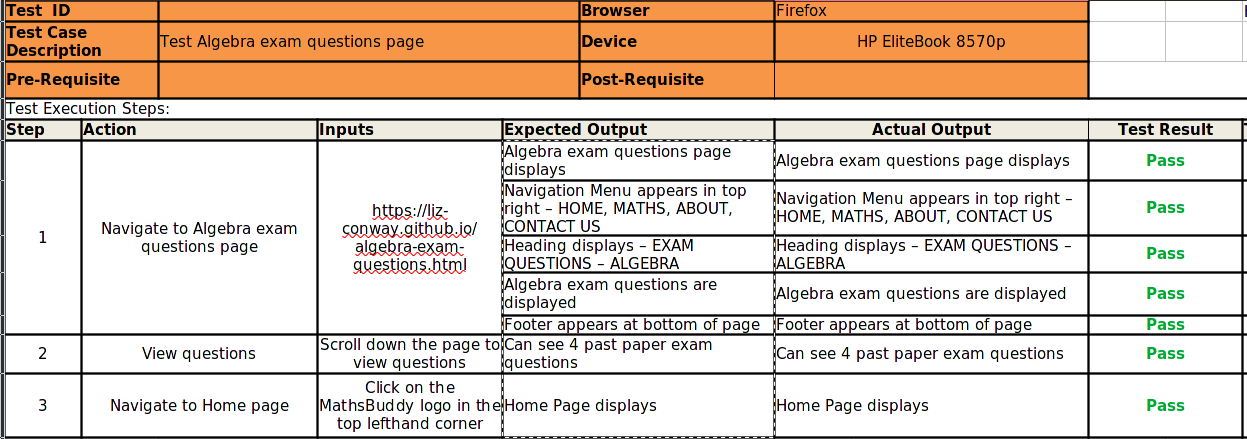 Test  ID
Browser
Firefox
Test Case
Description
Test Algebra exam questions page
Device
HP EliteBook 8570p
Pre-Requisite
Post-Requisite
Test Execution Steps:
Step
Action
Inputs
Expected Output
Actual Output
Test Result
1
Navigate to Algebra exam
questions page
https://liz-
conway.github.io/
algebra-exam-
questions.html
Algebra exam questions page
displays
Algebra exam questions page displays
Pass
Navigation Menu appears in top
right – HOME, MATHS, ABOUT,
CONTACT US
Navigation Menu appears in top right –
HOME, MATHS, ABOUT, CONTACT US
Pass
Heading displays – EXAM
QUESTIONS – ALGEBRA
Heading displays – EXAM QUESTIONS –
ALGEBRA
Pass
Algebra exam questions are
displayed
Algebra exam questions are displayed
Pass
Footer appears at bottom of page
Footer appears at bottom of page
Pass
2
View questions
Scroll down the page to
view questions
Can see 4 past paper exam
questions
Can see 4 past paper exam questions
Pass
3
Navigate to Home page
Click on the
MathsBuddy logo in the
top lefthand corner
Home Page displays
Home Page displays
Pass